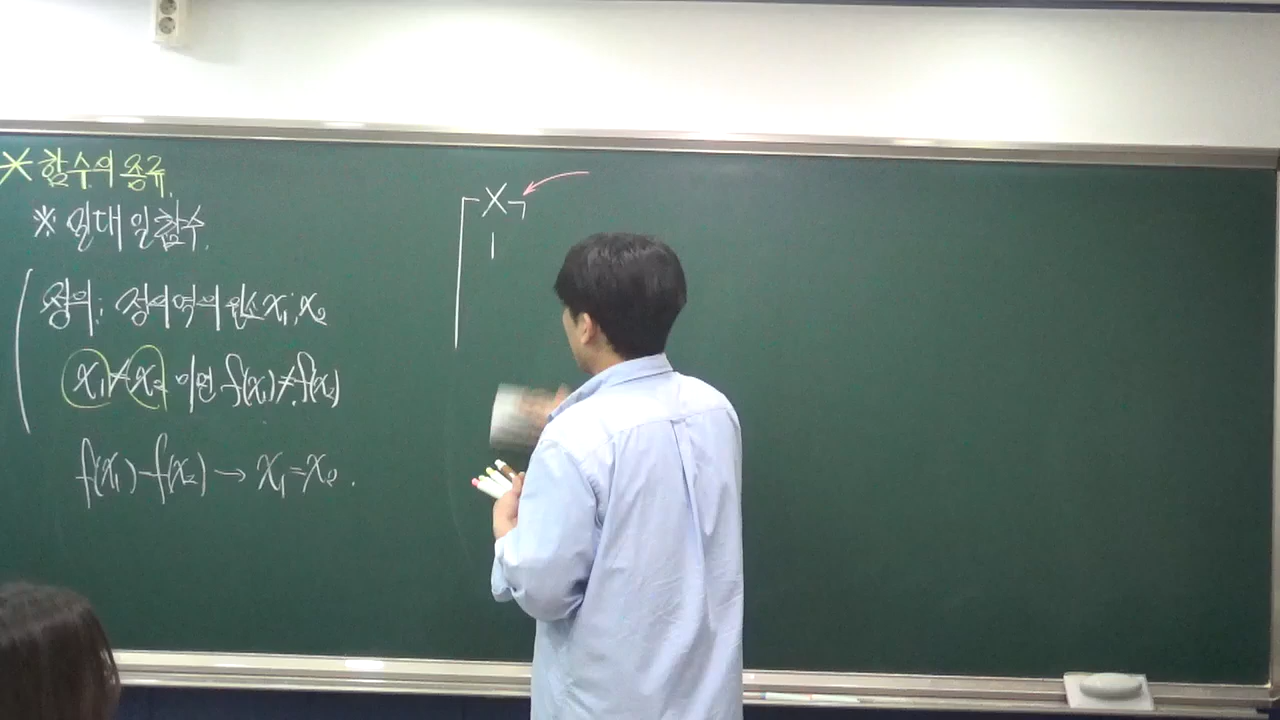 * 함수의 종류.
※ 일대일함수.
정의: 정의역의 원소 x₁, x₂
x₁≠x₂ 이면 f(x₁)≠f(x₂)
f(x₁)=f(x₂) → x₁=x₂.
X
1